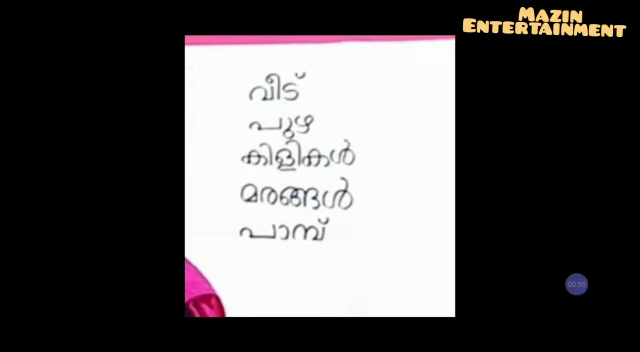 MAZIN
ENTERTAINMENT
വീട്
പുഴ
കിളികൾ
മരങ്ങൾ
പാമ്പ്
00:55